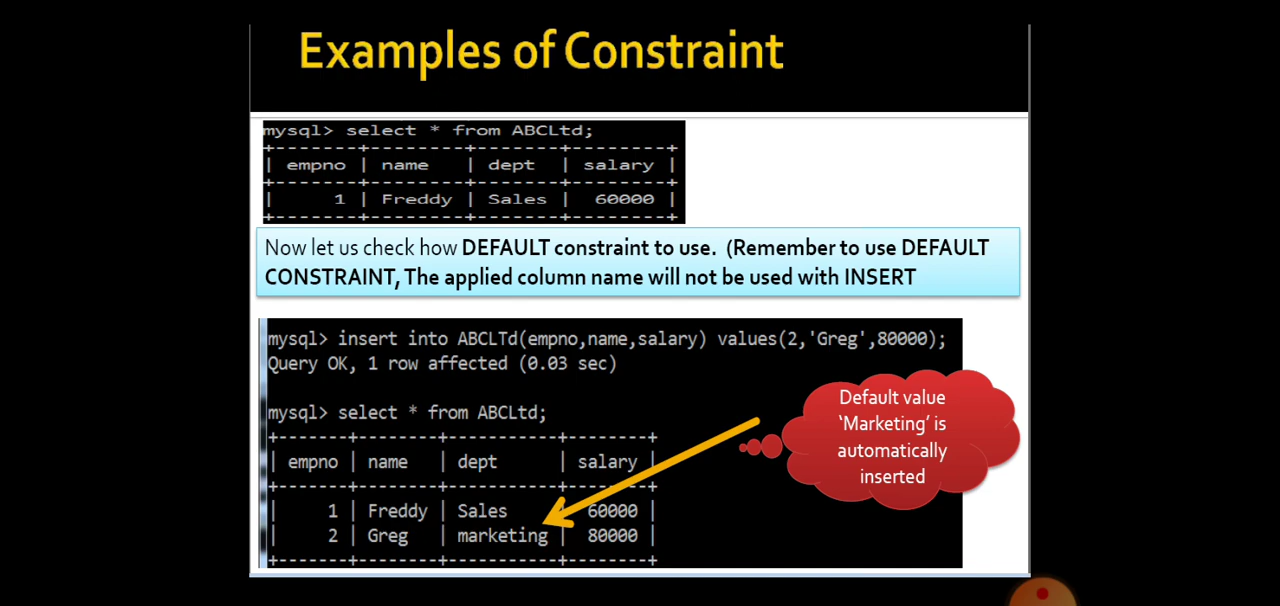 Examples of Constraint
mysql> select * from ABCLtd;
+-------+--------+-------+--------+
| empno | name | dept | salary |
+-------+--------+-------+--------+
| 1 | Freddy | Sales | 60000 |
+-------+--------+-------+--------+
Now let us check how DEFAULT constraint to use. (Remember to use DEFAULT
CONSTRAINT, The applied column name will not be used with INSERT
mysql> insert into ABCLTd(empno,name,salary) values(2,'Greg',80000);
Query OK, 1 row affected (0.03 sec)
mysql> select * from ABCLtd;
+-------+--------+-----------+--------+
| empno | name | dept | salary |
+-------+--------+-----------+--------+
| 1 | Freddy | Sales | 60000 |
| 2 | Greg | marketing | 80000 |
+-------+--------+-----------+--------+
Default value
‘Marketing’ is
automatically
inserted